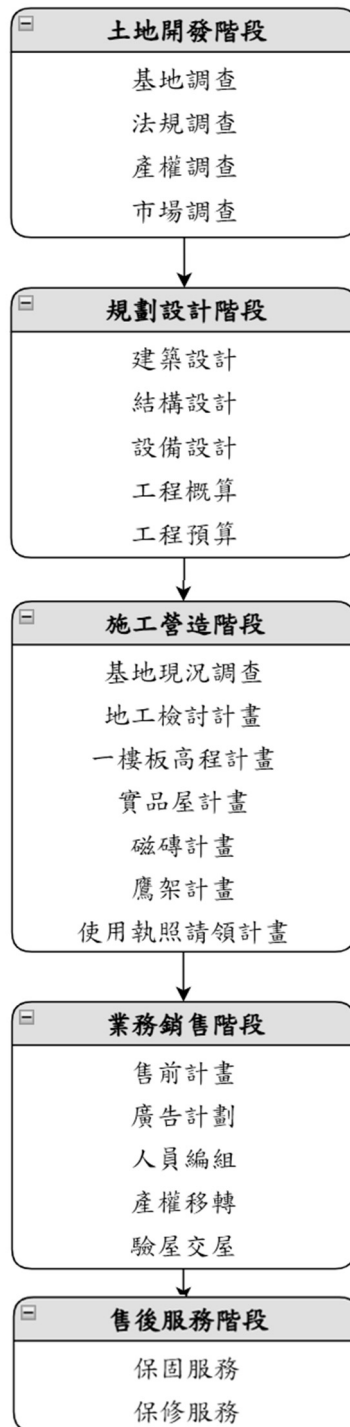 土地開發階段
基地調查
法規調查
產權調查
市場調查
規劃設計階段
建築設計
結構設計
設備設計
工程概算
工程預算
施工營造階段
基地現況調查
地工檢討計畫
一樓板高程計畫
實品屋計畫
磁磚計畫
鷹架計畫
使用執照請領計畫
業務銷售階段
售前計畫
廣告計劃
人員編組
產權移轉
驗屋交屋
售後服務階段
保固服務
保修服務